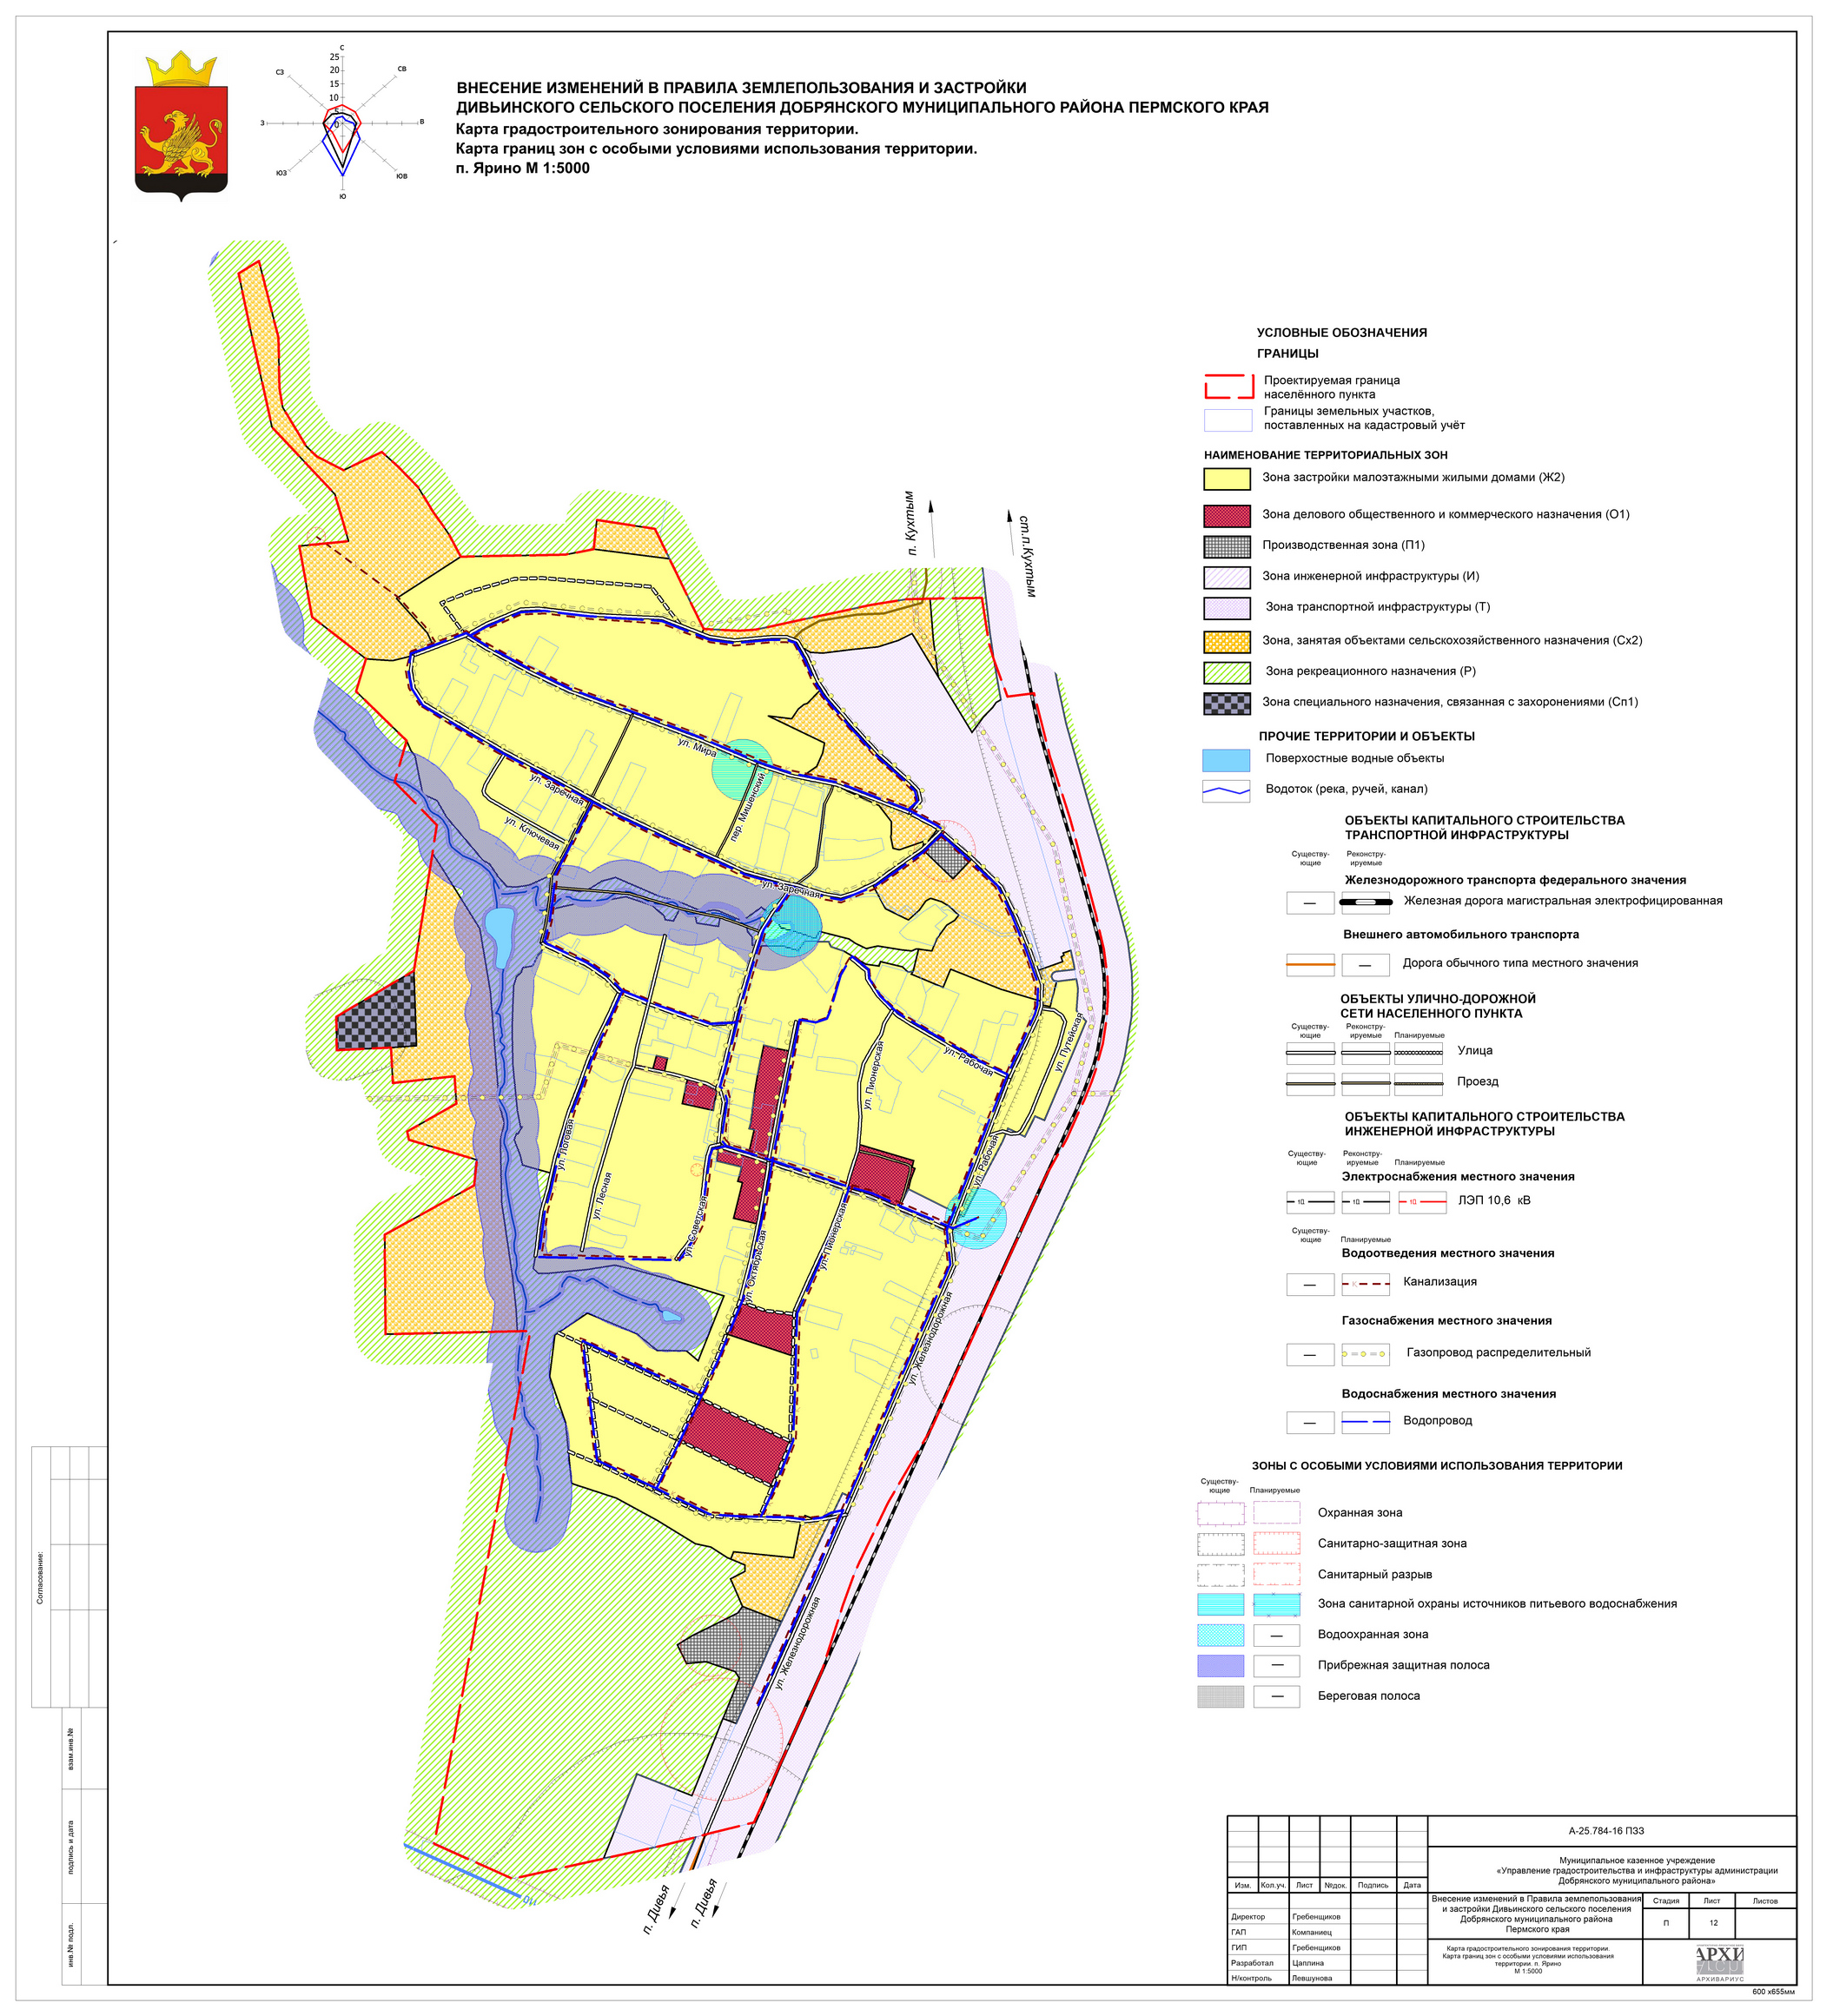 С
СВ
В
ЮВ
Ю
ЮЗ
З
СЗ
25
20
15
10
5
0
ВНЕСЕНИЕ ИЗМЕНЕНИЙ В ПРАВИЛА ЗЕМЛЕПОЛЬЗОВАНИЯ И ЗАСТРОЙКИ
ДИВЬИНСКОГО СЕЛЬСКОГО ПОСЕЛЕНИЯ ДОБРЯНСКОГО МУНИЦИПАЛЬНОГО РАЙОНА ПЕРМСКОГО КРАЯ
Карта градостроительного зонирования территории.
Карта границ зон с особыми условиями использования территории.
п. Ярино М 1:5000
п. Кухтым
ст.п.Кухтым
ул. Мира
ул. Заречная
ул. Ключевая
пер. Мишенский
ул. Заречная
ул. Путейская
ул. Рабочая
ул. Пионерская
ул. Логовая
ул. Лесная
ул. Советская
ул. Октябрьская
ул. Пионерская
ул. Рабочая
ул. Железнодорожная
ул. Железнодорожная
п. Дивья
п. Дивья
УСЛОВНЫЕ ОБОЗНАЧЕНИЯ
ГРАНИЦЫ
Проектируемая граница
населённого пункта
Границы земельных участков,
поставленных на кадастровый учёт
НАИМЕНОВАНИЕ ТЕРРИТОРИАЛЬНЫХ ЗОН
Зона застройки малоэтажными жилыми домами (Ж2)
Зона делового общественного и коммерческого назначения (О1)
Производственная зона (П1)
Зона инженерной инфраструктуры (И)
Зона транспортной инфраструктуры (Т)
Зона, занятая объектами сельскохозяйственного назначения (Сх2)
Зона рекреационного назначения (Р)
Зона специального назначения, связанная с захоронениями (Сп1)
ПРОЧИЕ ТЕРРИТОРИИ И ОБЪЕКТЫ
Поверхостные водные объекты
Водоток (река, ручей, канал)
ОБЪЕКТЫ КАПИТАЛЬНОГО СТРОИТЕЛЬСТВА
ТРАНСПОРТНОЙ ИНФРАСТРУКТУРЫ
Существу- Реконстру-
ющие ируемые
Железнодорожного транспорта федерального значения
Железная дорога магистральная электрофицированная
Внешнего автомобильного транспорта
Дорога обычного типа местного значения
ОБЪЕКТЫ УЛИЧНО-ДОРОЖНОЙ
СЕТИ НАСЕЛЕННОГО ПУНКТА
Существу- Реконстру-
ющие ируемые Планируемые
Улица
Проезд
ОБЪЕКТЫ КАПИТАЛЬНОГО СТРОИТЕЛЬСТВА
ИНЖЕНЕРНОЙ ИНФРАСТРУКТУРЫ
Существу- Реконстру-
ющие ируемые Планируемые
Электроснабжения местного значения
ЛЭП 10,6 кВ
Существу-
ющие Планируемые
Водоотведения местного значения
К
Канализация
Газоснабжения местного значения
Газопровод распределительный
Водоснабжения местного значения
Водопровод
ЗОНЫ С ОСОБЫМИ УСЛОВИЯМИ ИСПОЛЬЗОВАНИЯ ТЕРРИТОРИИ
Существу-
ющие Планируемые
Охранная зона
Санитарно-защитная зона
Санитарный разрыв
Зона санитарной охраны источников питьевого водоснабжения
Водоохранная зона
Прибрежная защитная полоса
Береговая полоса
Согласование:
взам.инв.№
подпись и дата
инв.№ подл.
А-25.784-16 ПЗЗ
Муниципальное казенное учреждение
«Управление градостроительства и инфраструктуры администрации
Добрянского муниципального района»
Изм. Кол.уч. Лист №док. Подпись Дата
Внесение изменений в Правила землепользования
и застройки Дивьинского сельского поселения
Добрянского муниципального района
Пермского края
Стадия Лист Листов
П 12
Директор Гребенщиков
ГАП Компаниец
ГИП Гребенщиков
Разработал Цаплина
Н/контроль Левшунова
Карта градостроительного зонирования территории.
Карта границ зон с особыми условиями использования
территории. п. Ярино
М 1:5000
АРХИ
АРХИВАРИУС
600 х655мм